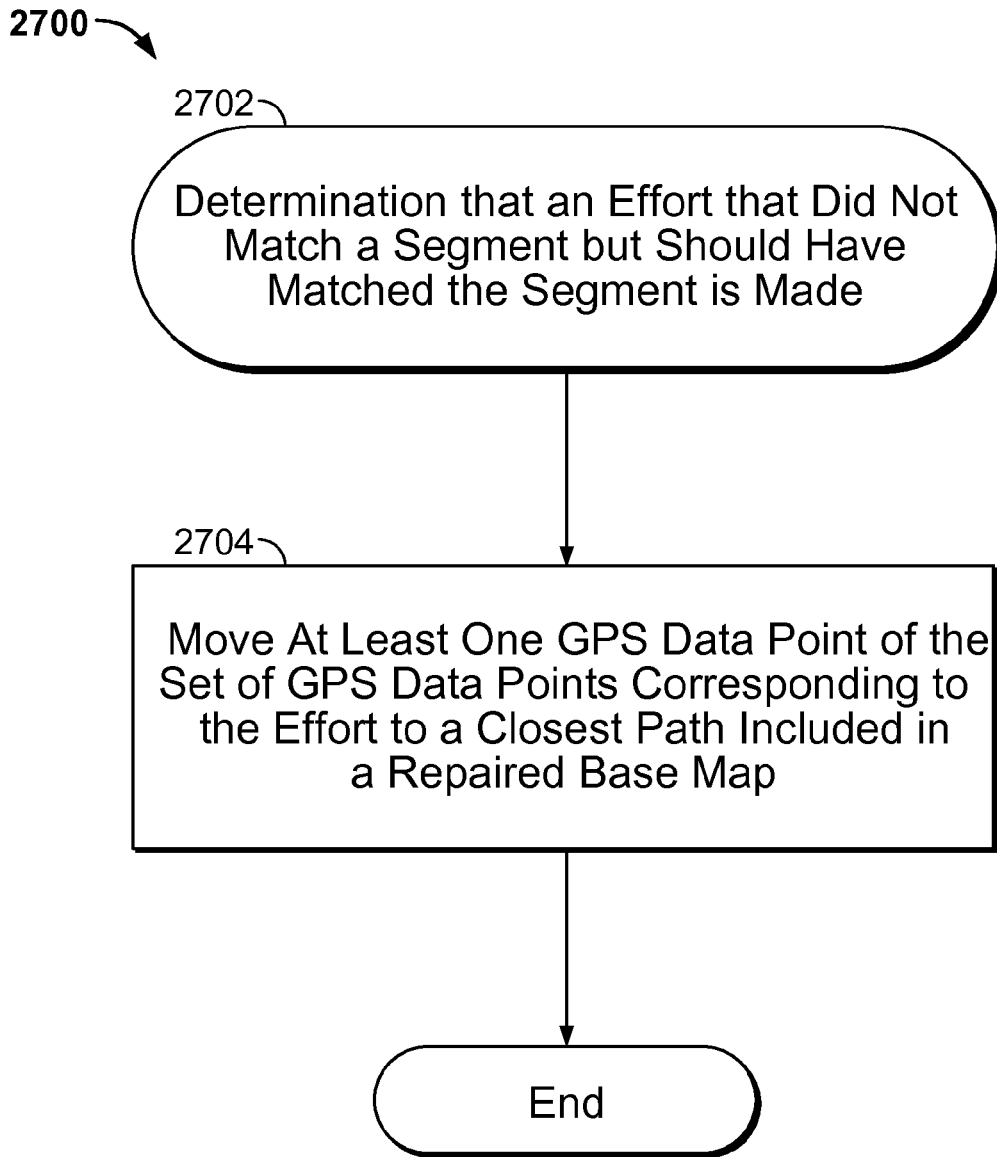 2700
2702
Determination that an Effort that Did Not
Match a Segment but Should Have
Matched the Segment is Made
2704
Move At Least One GPS Data Point of the
Set of GPS Data Points Corresponding to
the Effort to a Closest Path Included in
a Repaired Base Map
End